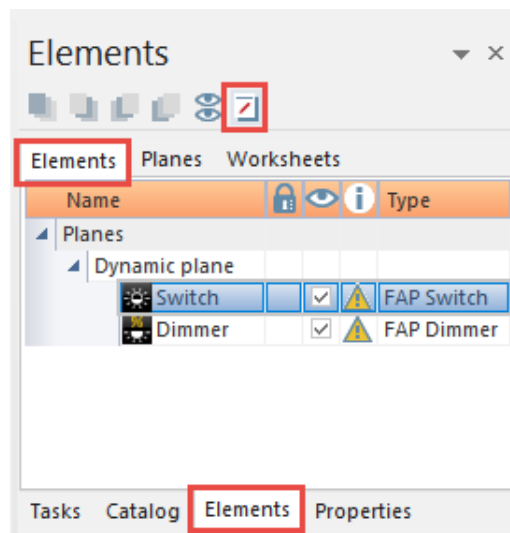 Elements
Elements Planes Worksheets
Name Type
Planes
Dynamic plane
Switch FAP Switch
Dimmer FAP Dimmer
Tasks Catalog Elements Properties